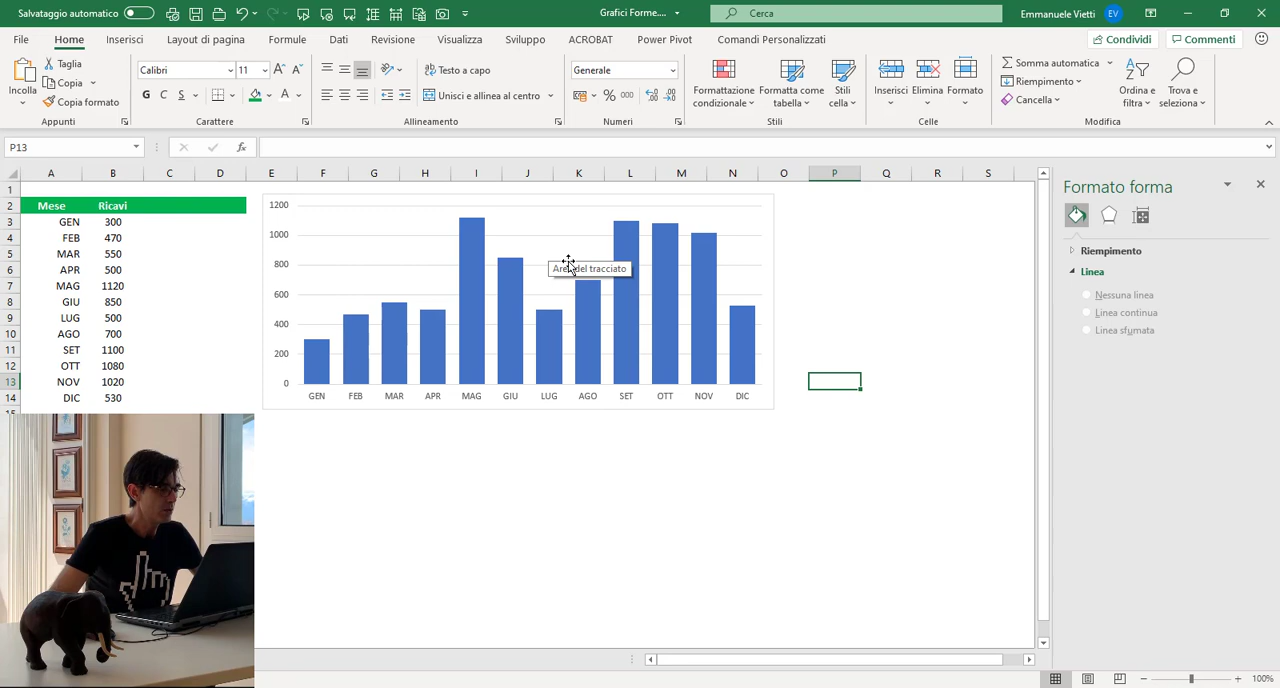 Salvataggio automatico
Grafici Forme....
Cerca
Emmanuele Vietti EV
File Home Inserisci Layout di pagina Formule Dati Revisione Visualizza Sviluppo ACROBAT Power Pivot Comandi Personalizzati Condividi Commenti
Incolla
Taglia
Copia
Copia formato
Appunti
Calibri 11 A A
G C S A
Carattere
Testo a capo
Unisci e allinea al centro
Allineamento
Generale
% 000
Numeri
Formattazione condizionale
Formatta come tabella
Stili cella
Stili
Inserisci Elimina Formato
Celle
Somma automatica
Riempimento
Cancella
Ordina e filtra
Trova e seleziona
Modifica
P13 fx
A B C D E F G H I J K L M N O P Q R S
1
2 Mese Ricavi
3 GEN 300
4 FEB 470
5 MAR 550
6 APR 500
7 MAG 1120
8 GIU 850
9 LUG 500
10 AGO 700
11 SET 1100
12 OTT 1080
13 NOV 1020
14 DIC 530
1200
1000
800
600
400
200
0
GEN FEB MAR APR MAG GIU LUG AGO SET OTT NOV DIC
del tracciato
Formato forma
Riempimento
Linea
Nessuna linea
Linea continua
Linea sfumata
100%